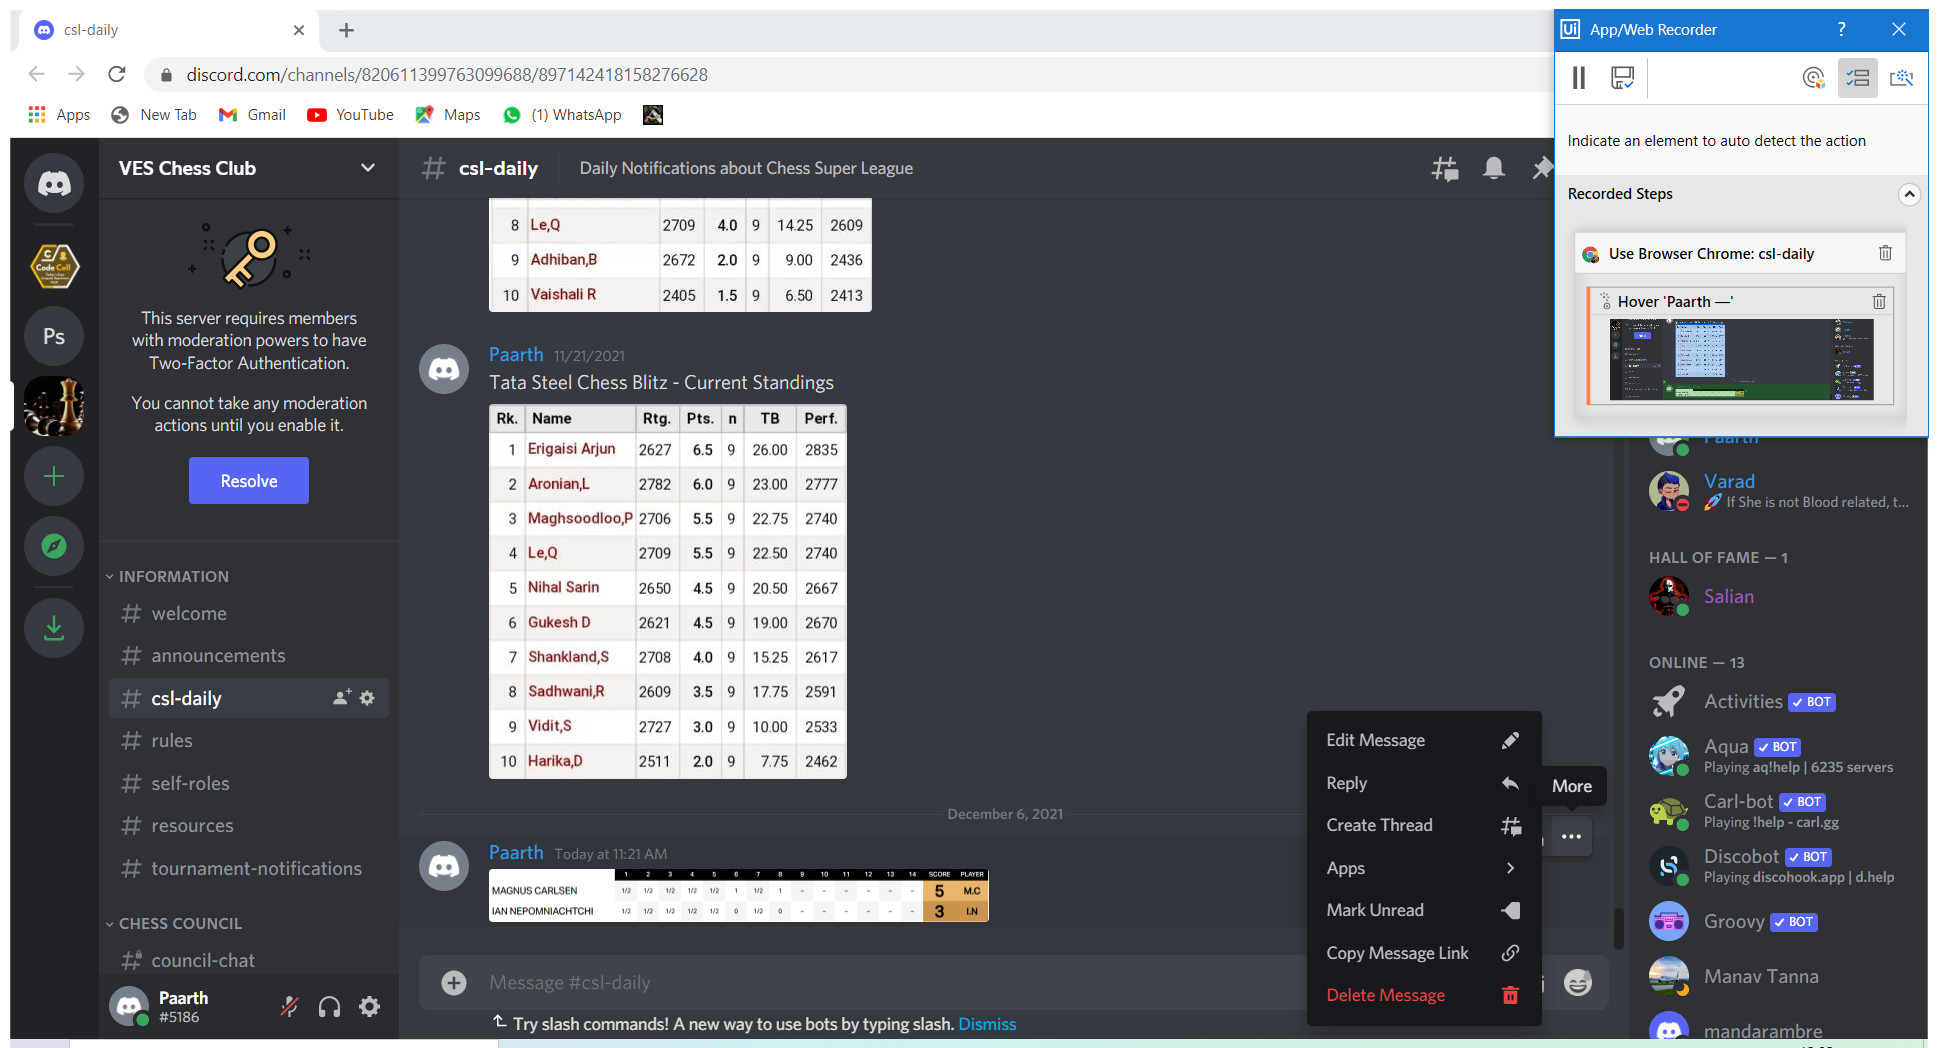 csl-daily
discord.com/channels/820611399763099688/897142418158276628
Apps New Tab Gmail YouTube Maps (1) WhatsApp
Ui App/Web Recorder ?
Indicate an element to auto detect the action
Recorded Steps
Use Browser Chrome: csl-daily
Hover 'Paarth —'
Code Cell
Ps
VES Chess Club
This server requires members
with moderation powers to have
Two-Factor Authentication.
You cannot take any moderation
actions until you enable it.
Resolve
INFORMATION
welcome
announcements
csl-daily
rules
self-roles
resources
tournament-notifications
CHESS COUNCIL
council-chat
Paarth
#5186
csl-daily Daily Notifications about Chess Super League
8 Le,Q 2709 4.0 9 14.25 2609
9 Adhiban,B 2672 2.0 9 9.00 2436
10 Vaishali R 2405 1.5 9 6.50 2413
Paarth 11/21/2021
Tata Steel Chess Blitz - Current Standings
Rk. Name Rtg. Pts. n TB Perf.
1 Erigaisi Arjun 2627 6.5 9 26.00 2835
2 Aronian,L 2782 6.0 9 23.00 2777
3 Maghsoodloo,P 2706 5.5 9 22.75 2740
4 Le,Q 2709 5.5 9 22.50 2740
5 Nihal Sarin 2650 4.5 9 20.50 2667
6 Gukesh D 2621 4.5 9 19.00 2670
7 Shankland,S 2708 4.0 9 15.25 2617
8 Sadhwani,R 2609 3.5 9 17.75 2591
9 Vidit,S 2727 3.0 9 10.00 2533
10 Harika,D 2511 2.0 9 7.75 2462
December 6, 2021
Paarth Today at 11:21 AM
1 2 3 4 5 6 7 8 9 10 11 12 13 14 SCORE PLAYER
MAGNUS CARLSEN 1/2 1/2 1/2 1/2 1/2 1 1/2 1 - - - - - - 5 M.C
IAN NEPOMNIACHTCHI 1/2 1/2 1/2 1/2 1/2 0 1/2 0 - - - - - - 3 I.N
Message #csl-daily
Try slash commands! A new way to use bots by typing slash. Dismiss
Edit Message
Reply
Create Thread
Apps
Mark Unread
Copy Message Link
Delete Message
More
Paarth
Varad
If She is not Blood related, t...
HALL OF FAME — 1
Salian
ONLINE — 13
Activities BOT
Aqua BOT
Playing aq!help | 6235 servers
Carl-bot BOT
Playing !help - carl.gg
Discobot BOT
Playing discohook.app | d.help
Groovy BOT
Manav Tanna
mandarambre